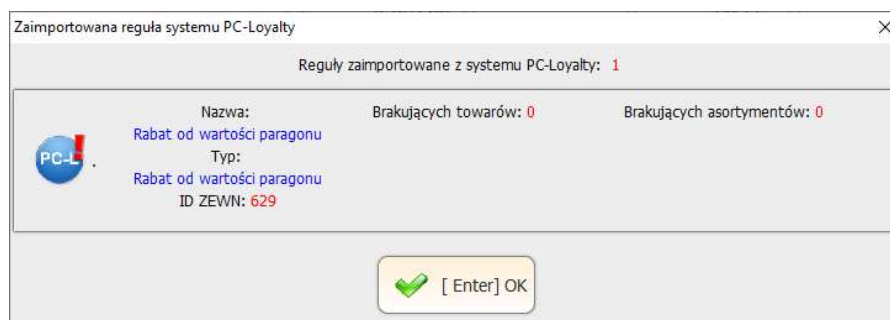 Zaimportowana reguła systemu PC-Loyalty
Reguły zaimportowane z systemu PC-Loyalty: 1
Nazwa:
Rabat od wartości paragonu
Typ:
Rabat od wartości paragonu
ID ZEWN: 629
Brakujących towarów: 0
Brakujących asortymentów: 0
PC-L .
[ Enter] OK